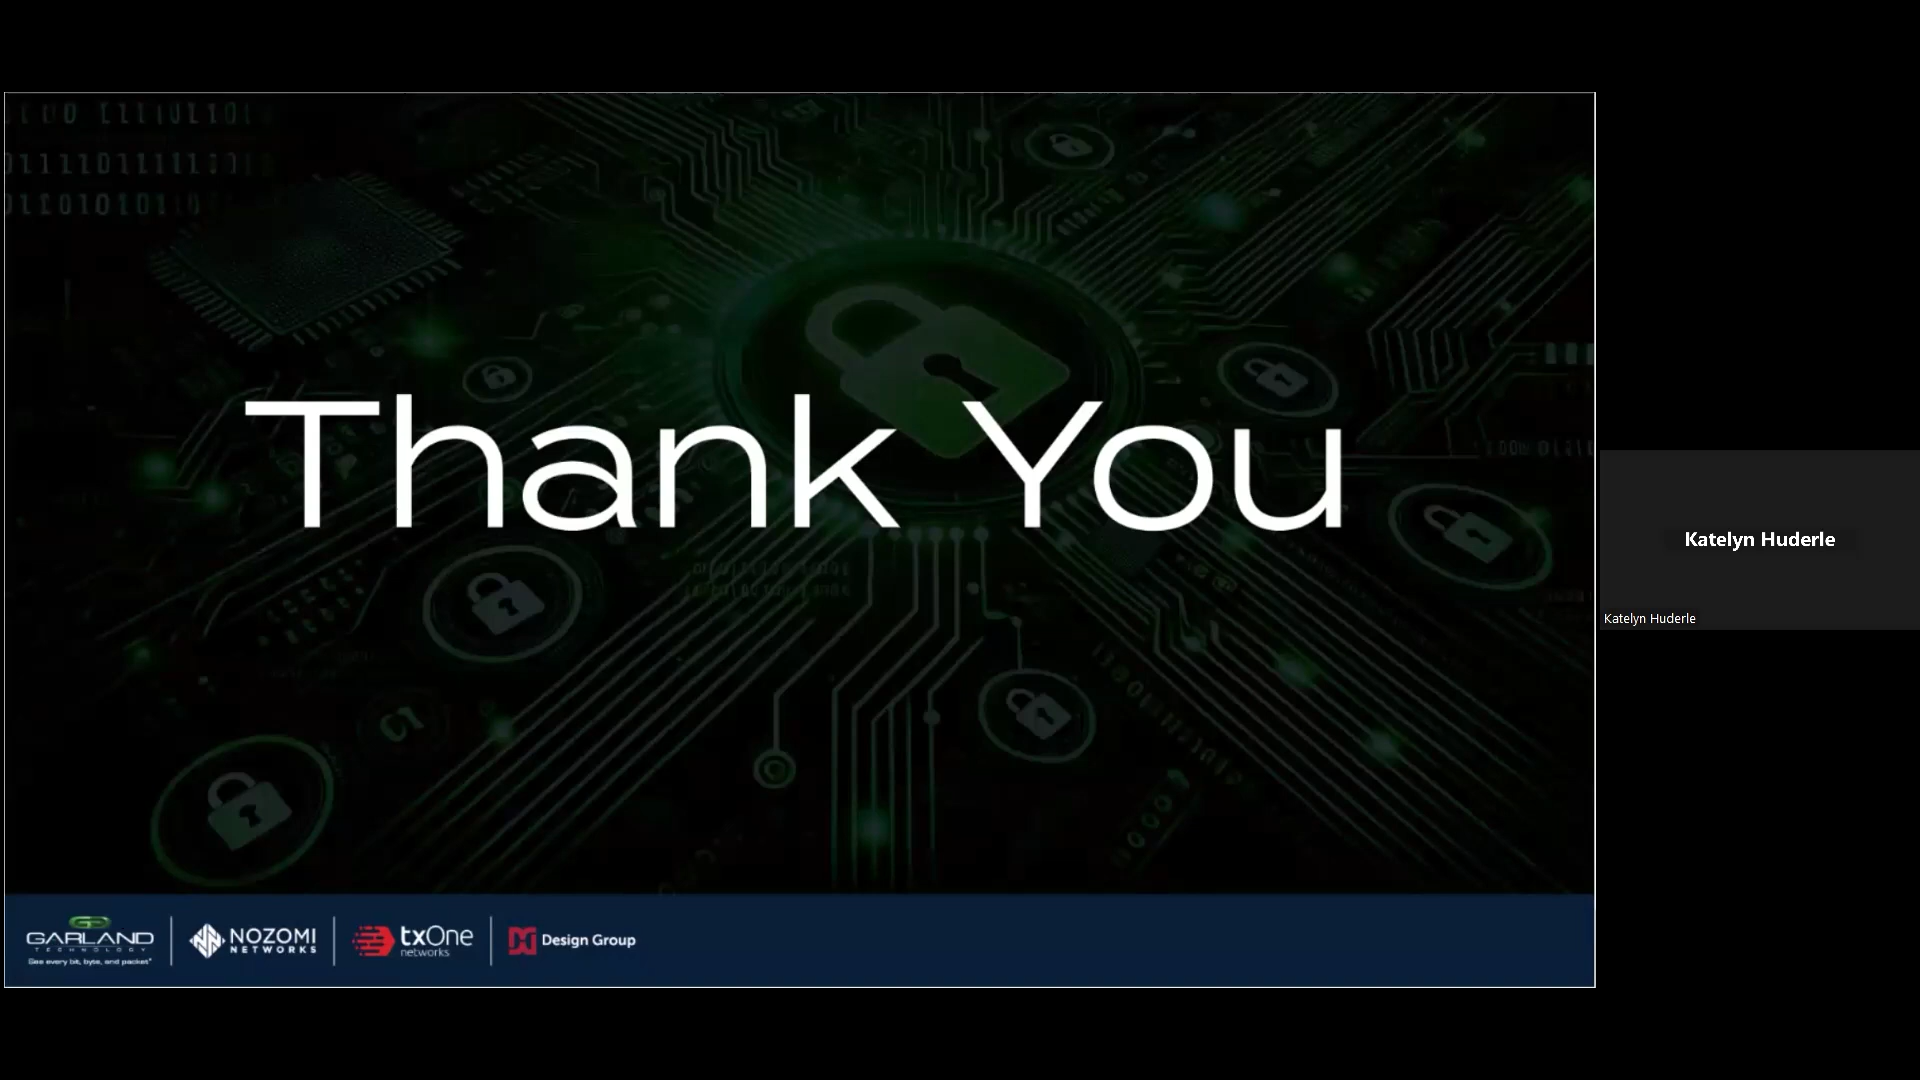 Thank You
GARLAND
TECHNOLOGY
See every bit, byte, and packet®
NOZOMI
NETWORKS
txOne
networks
Design Group
Katelyn Huderle
Katelyn Huderle